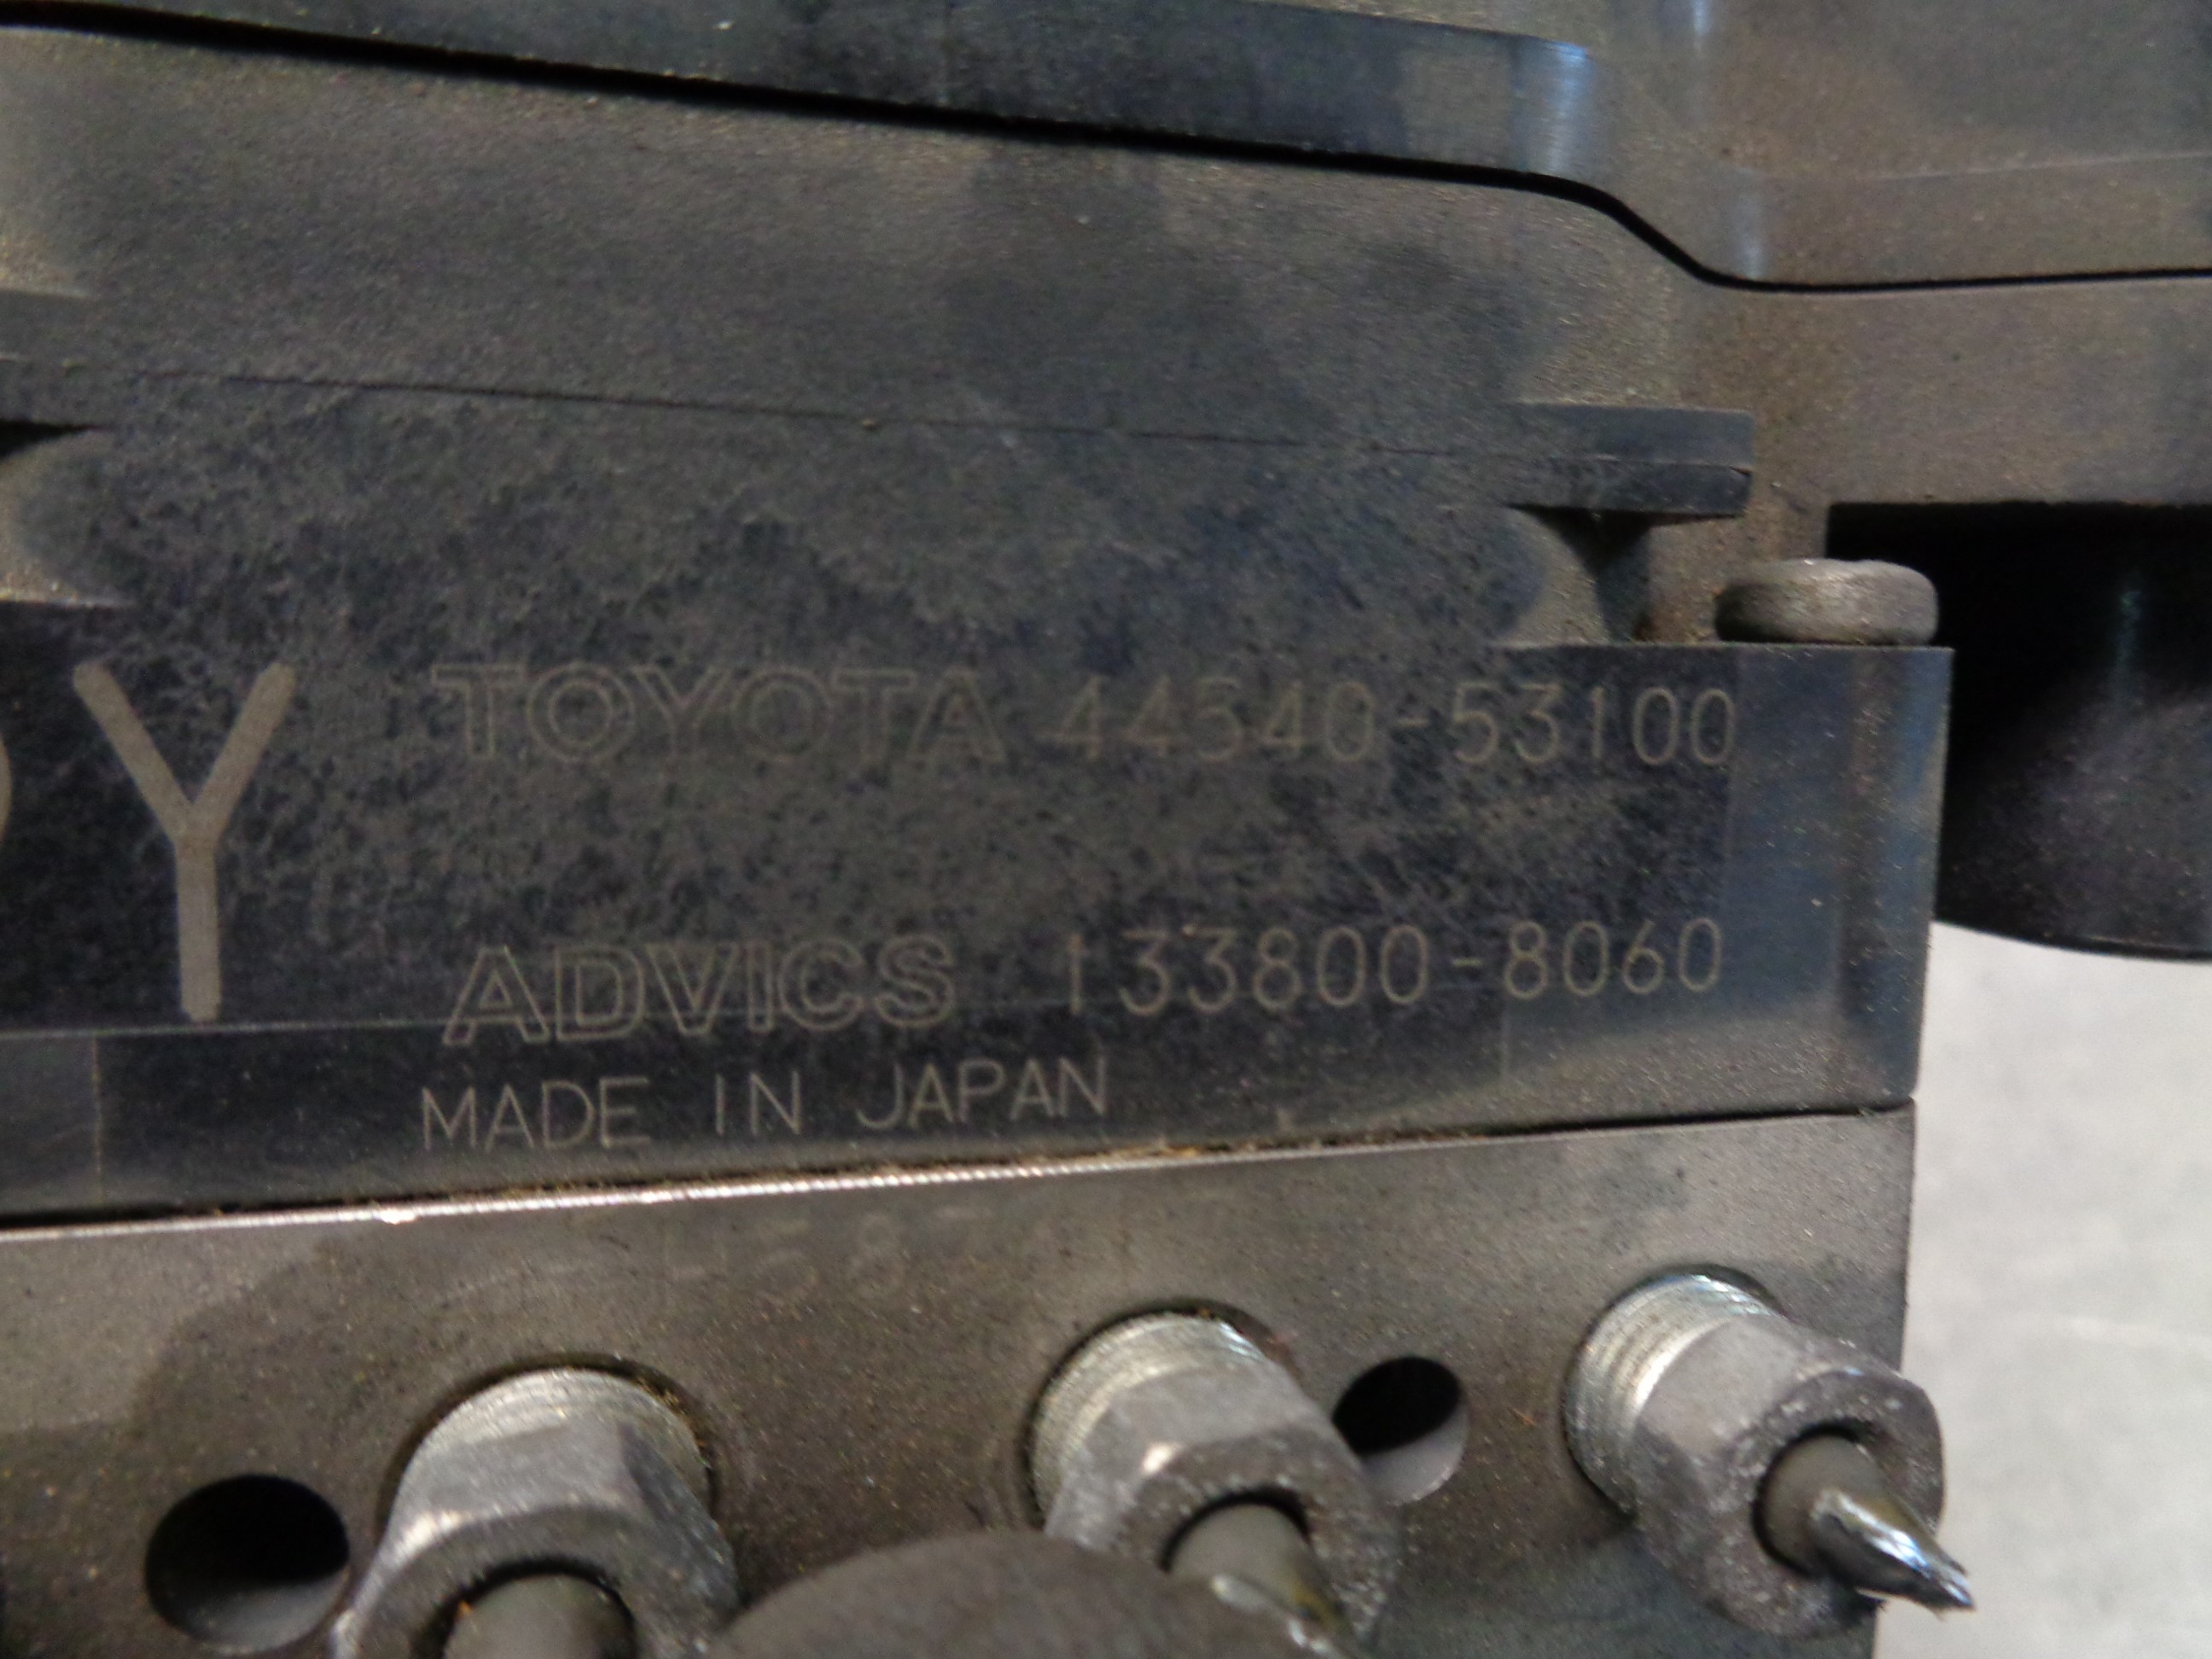 Y
TOYOTA 44540-53100
ADVICS 133800-8060
MADE IN JAPAN